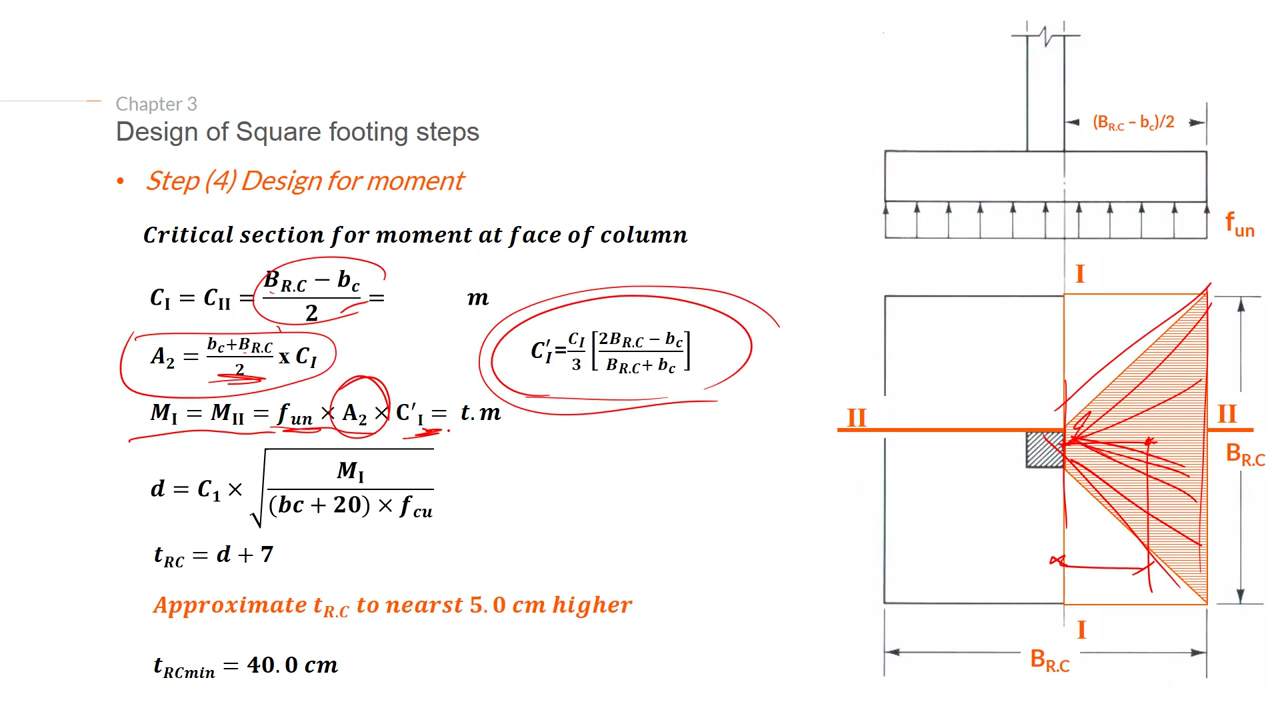 Chapter 3
Design of Square footing steps
• Step (4) Design for moment
Critical section for moment at face of column
C_I = C_II = (B_R.C − b_c)/2 = m
A_2 = (b_c+B_R.C)/2 x C_I
C′_I = C_I/3 [(2B_R.C − b_c)/(B_R.C + b_c)]
M_I = M_II = f_un × A_2 × C′_I = t.m
d = C_1 × √(M_I/((bc + 20) × f_cu))
t_RC = d + 7
Approximate t_R.C to nearst 5.0 cm higher
t_RCmin = 40.0 cm
(B_R.C – b_c)/2
f_un
I
II
II
B_R.C
I
B_R.C